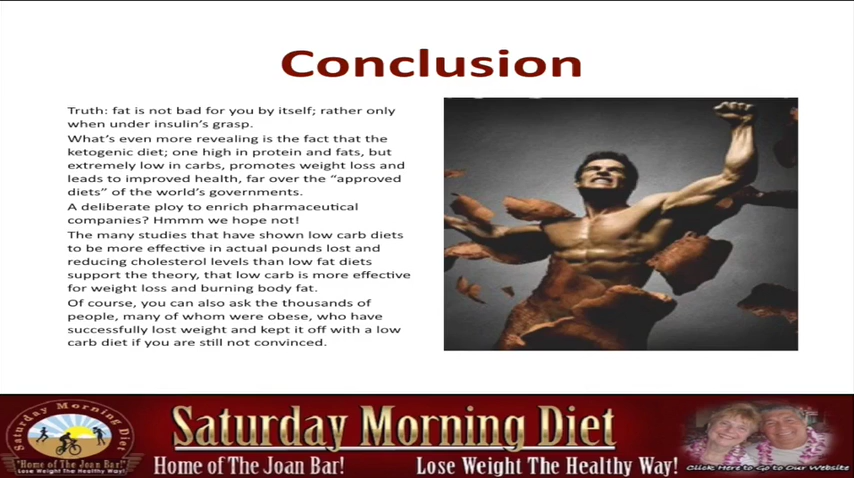 Conclusion
Truth: fat is not bad for you by itself; rather only
when under insulin's grasp.
What's even more revealing is the fact that the
ketogenic diet; one high in protein and fats, but
extremely low in carbs, promotes weight loss and
leads to improved health, far over the “approved
diets” of the world's governments.
A deliberate ploy to enrich pharmaceutical
companies? Hmmm we hope not!
The many studies that have shown low carb diets
to be more effective in actual pounds lost and
reducing cholesterol levels than low fat diets
support the theory, that low carb is more effective
for weight loss and burning body fat.
Of course, you can also ask the thousands of
people, many of whom were obese, who have
successfully lost weight and kept it off with a low
carb diet if you are still not convinced.
Saturday Morning Diet
"Home of The Joan Bar!"
Lose Weight The Healthy Way!
Saturday Morning Diet
Home of The Joan Bar!
Lose Weight The Healthy Way!
Click Here to Go to Our Website